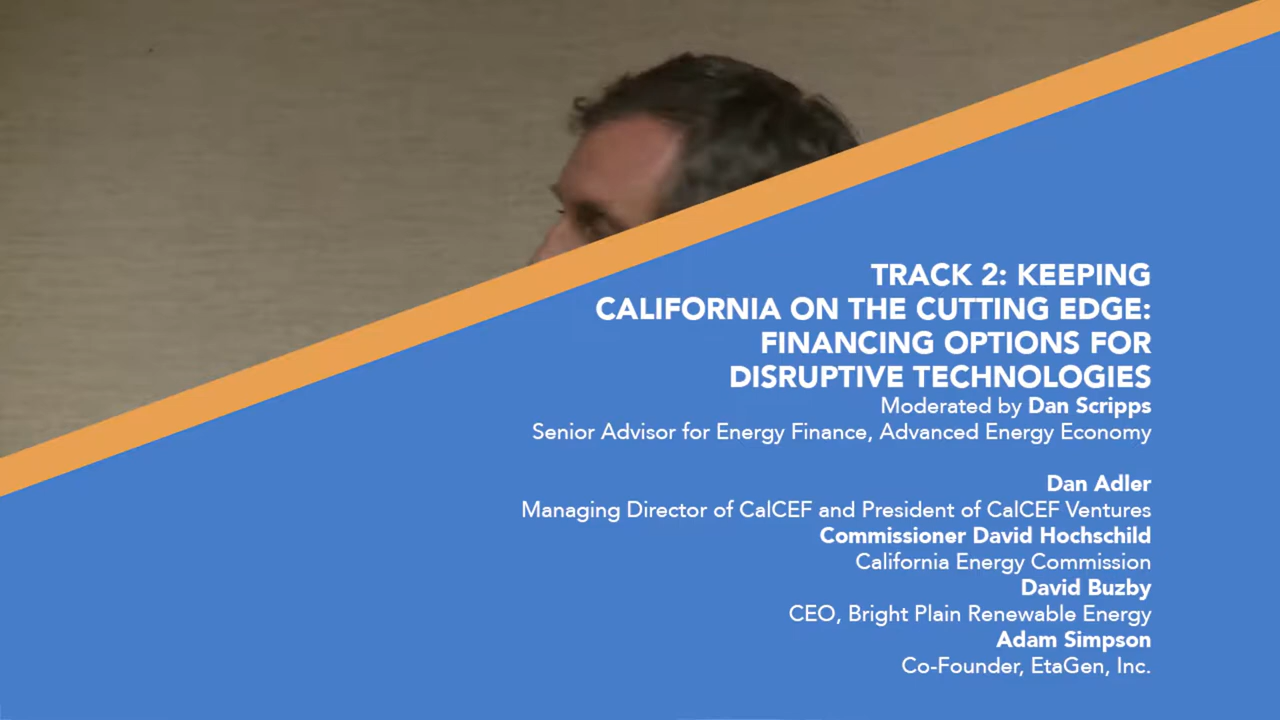 TRACK 2: KEEPING
CALIFORNIA ON THE CUTTING EDGE:
FINANCING OPTIONS FOR
DISRUPTIVE TECHNOLOGIES
Moderated by Dan Scripps
Senior Advisor for Energy Finance, Advanced Energy Economy
Dan Adler
Managing Director of CalCEF and President of CalCEF Ventures
Commissioner David Hochschild
California Energy Commission
David Buzby
CEO, Bright Plain Renewable Energy
Adam Simpson
Co-Founder, EtaGen, Inc.